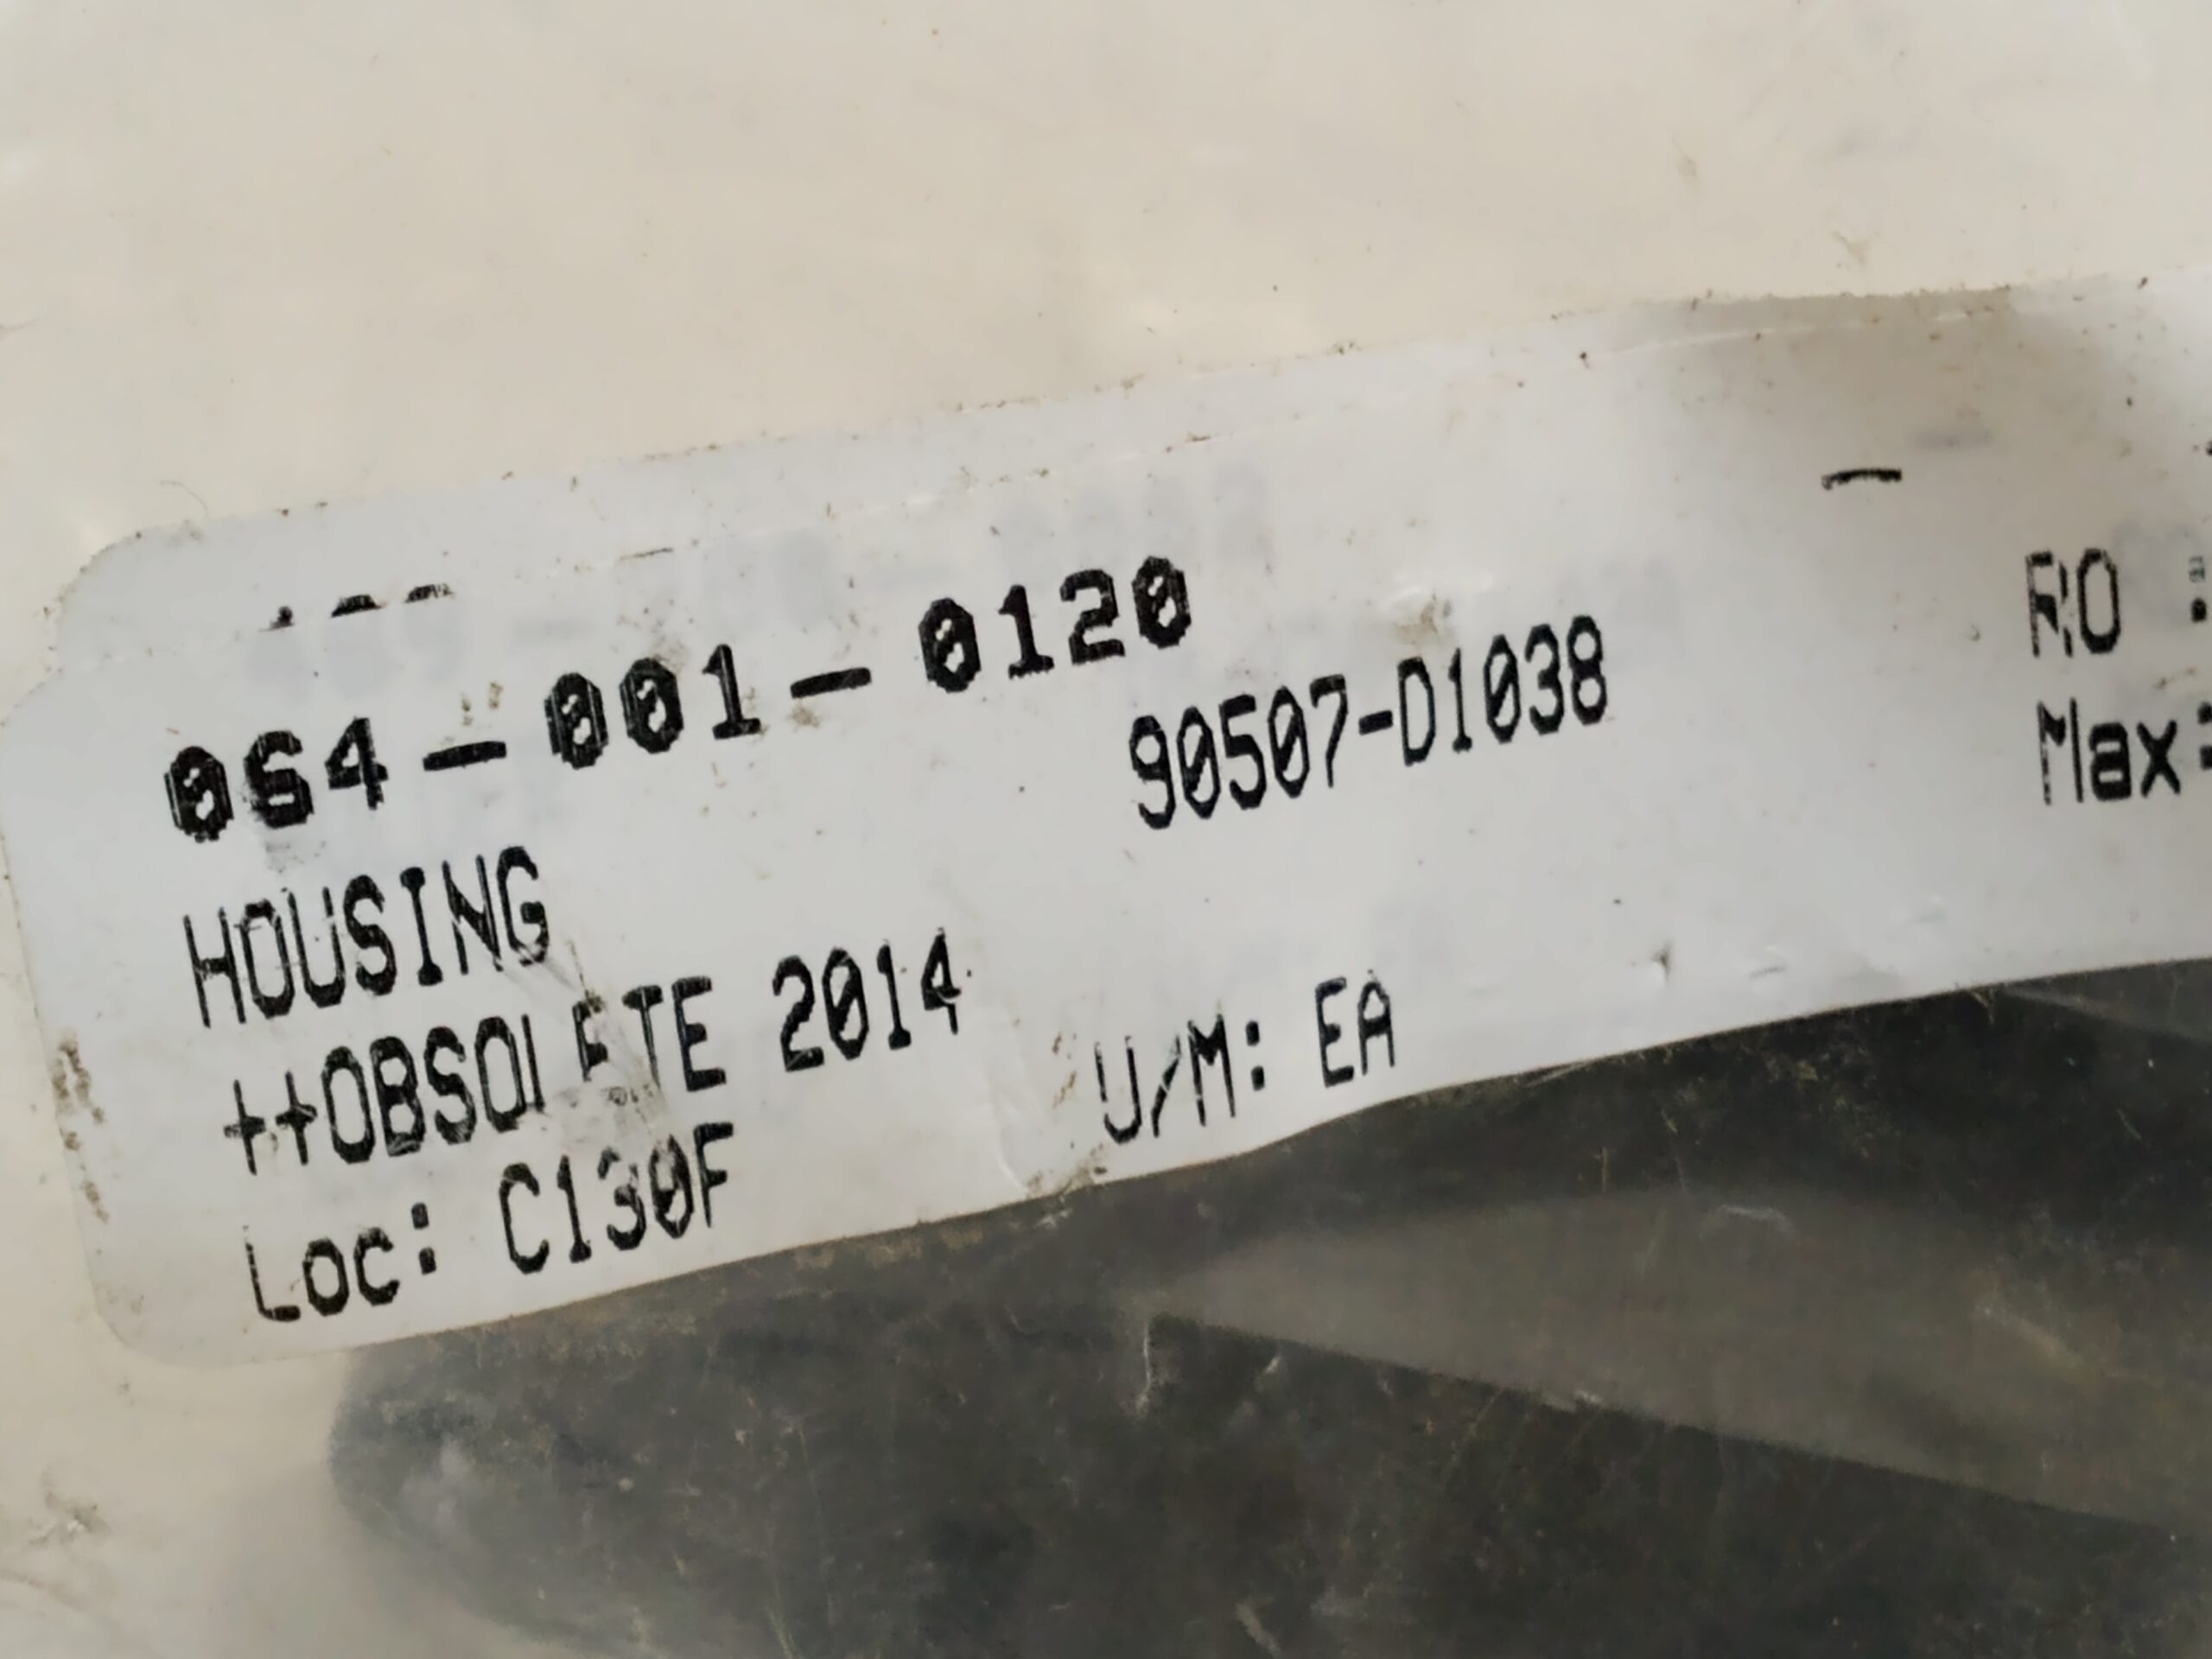 064-001-0120
90507-D1038
RO :
Max:
HOUSING
++OBSOLETE 2014
U/M: EA
Loc: C130F